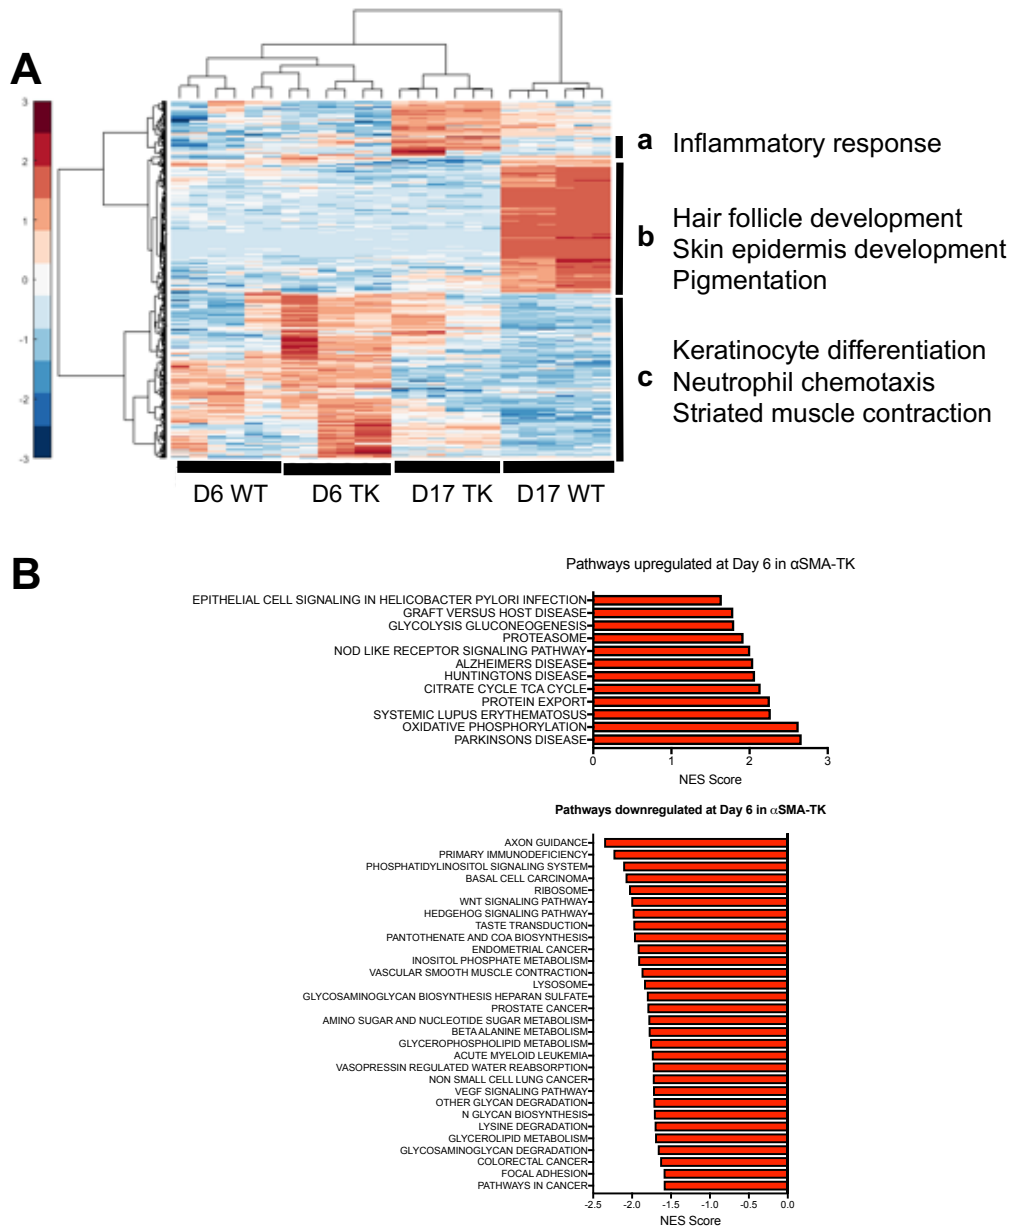 A
3
2
1
0
-1
-2
-3
a Inflammatory response
b
Hair follicle development
Skin epidermis development
Pigmentation
c
Keratinocyte differentiation
Neutrophil chemotaxis
Striated muscle contraction
D6 WT D6 TK D17 TK D17 WT
B
Pathways upregulated at Day 6 in αSMA-TK
EPITHELIAL CELL SIGNALING IN HELICOBACTER PYLORI INFECTION
GRAFT VERSUS HOST DISEASE
GLYCOLYSIS GLUCONEOGENESIS
PROTEASOME
NOD LIKE RECEPTOR SIGNALING PATHWAY
ALZHEIMERS DISEASE
HUNTINGTONS DISEASE
CITRATE CYCLE TCA CYCLE
PROTEIN EXPORT
SYSTEMIC LUPUS ERYTHEMATOSUS
OXIDATIVE PHOSPHORYLATION
PARKINSONS DISEASE
0 1 2 3
NES Score
Pathways downregulated at Day 6 in αSMA-TK
AXON GUIDANCE
PRIMARY IMMUNODEFICIENCY
PHOSPHATIDYLINOSITOL SIGNALING SYSTEM
BASAL CELL CARCINOMA
RIBOSOME
WNT SIGNALING PATHWAY
HEDGEHOG SIGNALING PATHWAY
TASTE TRANSDUCTION
PANTOTHENATE AND COA BIOSYNTHESIS
ENDOMETRIAL CANCER
INOSITOL PHOSPHATE METABOLISM
VASCULAR SMOOTH MUSCLE CONTRACTION
LYSOSOME
GLYCOSAMINOGLYCAN BIOSYNTHESIS HEPARAN SULFATE
PROSTATE CANCER
AMINO SUGAR AND NUCLEOTIDE SUGAR METABOLISM
BETA ALANINE METABOLISM
GLYCEROPHOSPHOLIPID METABOLISM
ACUTE MYELOID LEUKEMIA
VASOPRESSIN REGULATED WATER REABSORPTION
NON SMALL CELL LUNG CANCER
VEGF SIGNALING PATHWAY
OTHER GLYCAN DEGRADATION
N GLYCAN BIOSYNTHESIS
LYSINE DEGRADATION
GLYCEROLIPID METABOLISM
GLYCOSAMINOGLYCAN DEGRADATION
COLORECTAL CANCER
FOCAL ADHESION
PATHWAYS IN CANCER
-2.5 -2.0 -1.5 -1.0 -0.5 0.0
NES Score